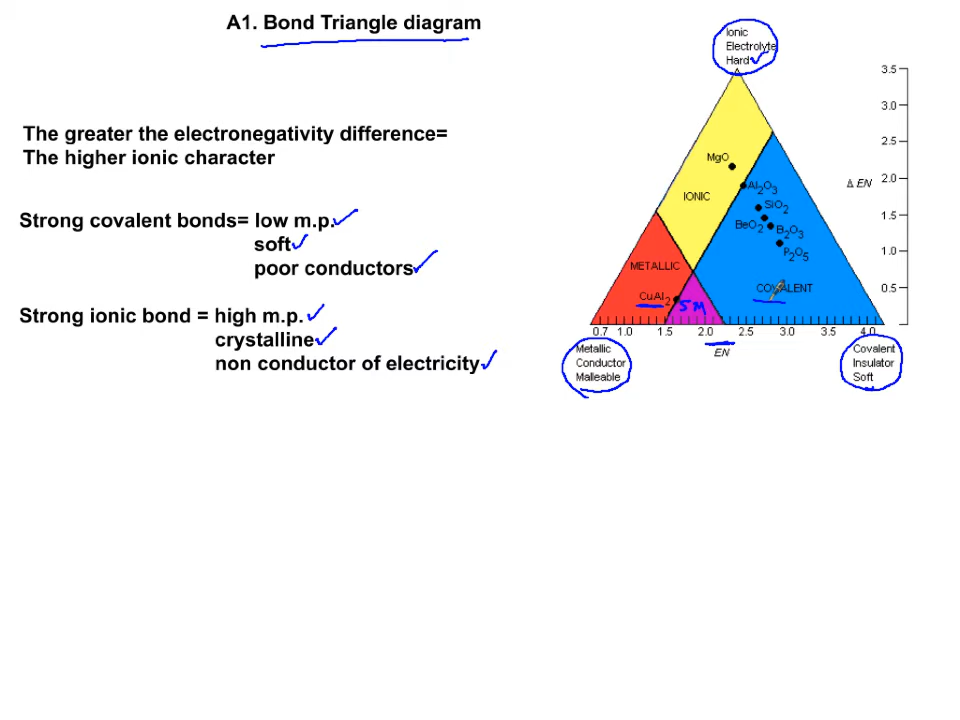 A1. Bond Triangle diagram
The greater the electronegativity difference=
The higher ionic character
Strong covalent bonds= low m.p.
soft
poor conductors
Strong ionic bond = high m.p.
crystalline
non conductor of electricity
Ionic
Electrolyte
Hard
3.5
3.0
2.5
Δ EN 2.0
1.5
1.0
0.5
MgO
Al2O3
IONIC
SiO2
BeO2 B2O3
P2O5
METALLIC
COVALENT
CuAl2 SM
0.7 1.0 1.5 2.0 2.5 3.0 3.5 4.0
EN
Metallic
Conductor
Malleable
Covalent
Insulator
Soft